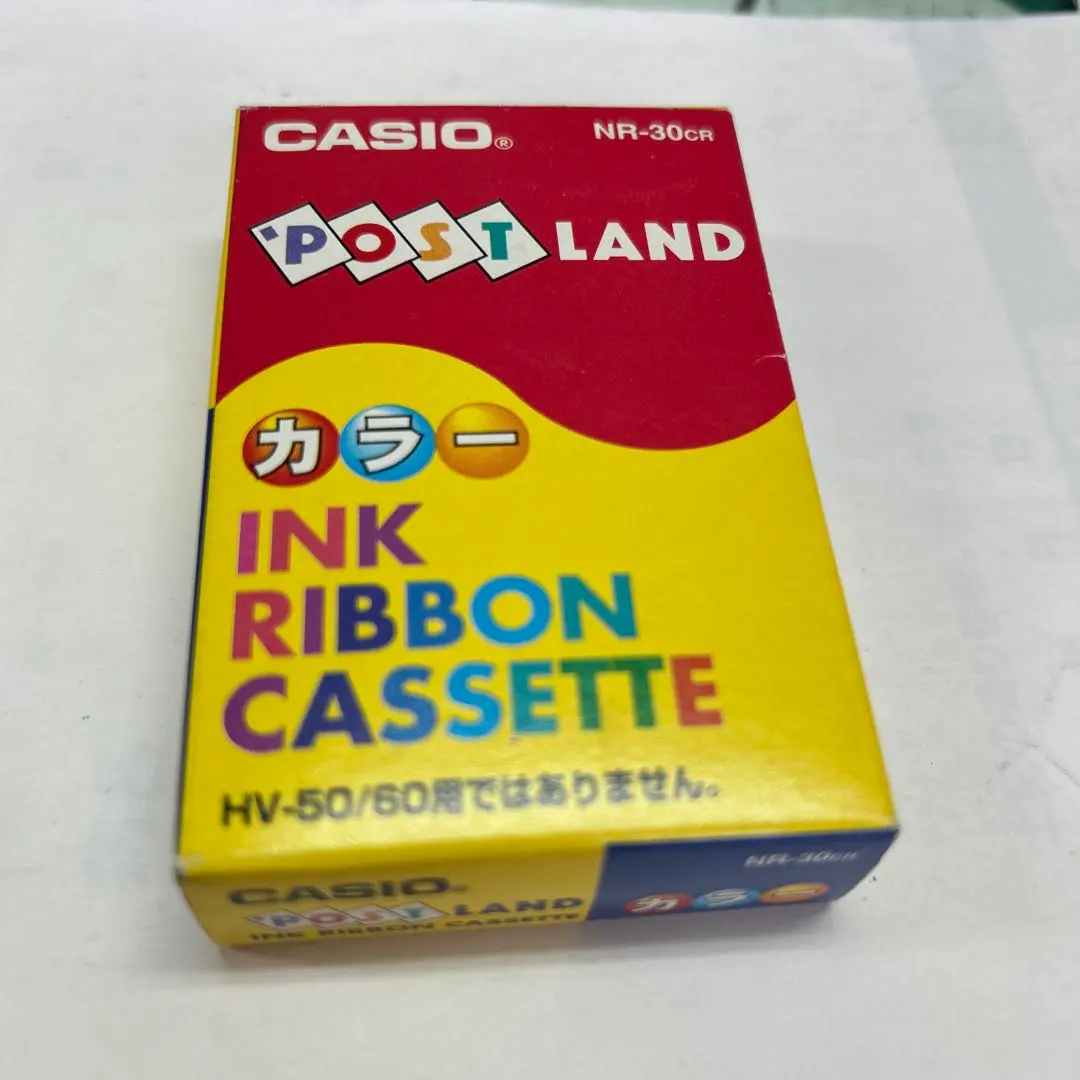 CASIO®
NR-30CR
'POST LAND
カラー
INK
RIBBON
CASSETTE
HV-50/60用ではありません。
CASIO®
NR-30CR
'POST LAND
カラー
INK RIBBON CASSETTE